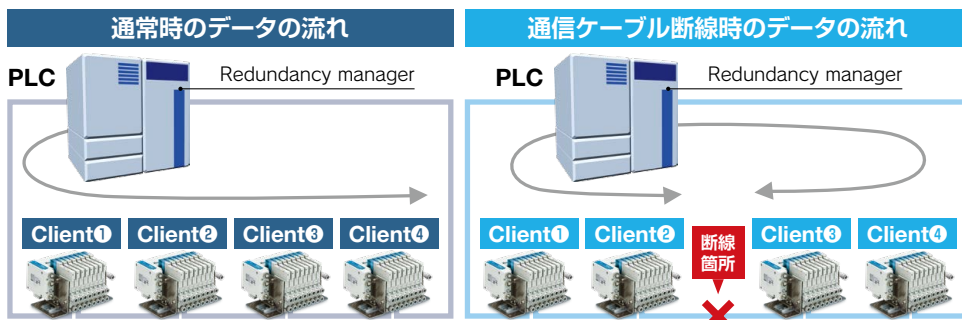 通常時のデータの流れ
PLC
Redundancy manager
Client❶
Client❷
Client❸
Client❹
通信ケーブル断線時のデータの流れ
PLC
Redundancy manager
Client❶
Client❷
断線
箇所
Client❸
Client❹